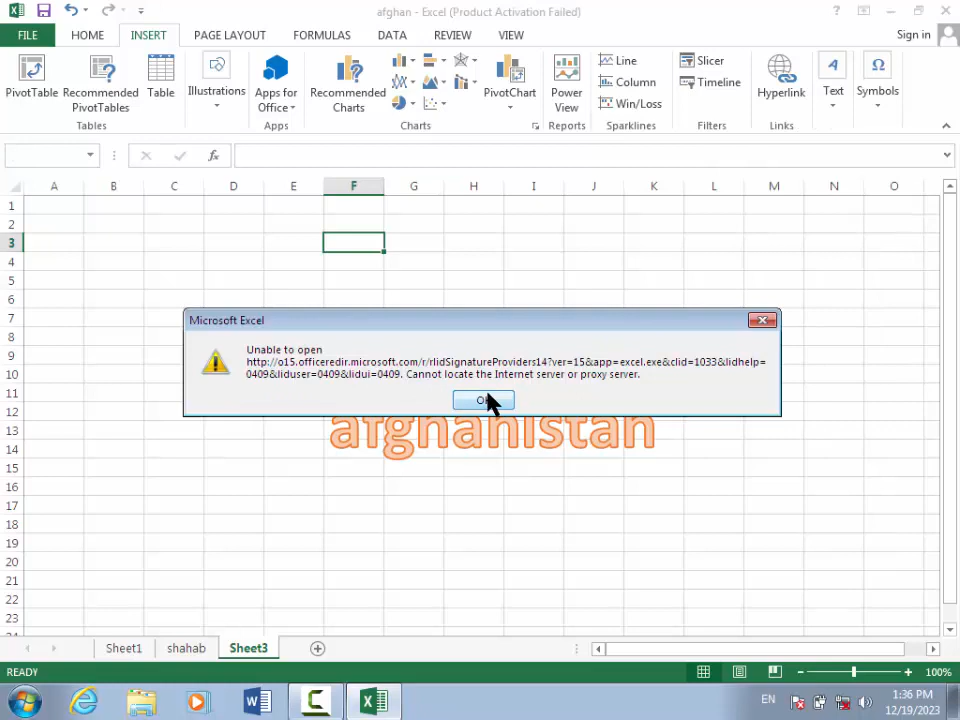 afghan - Excel (Product Activation Failed)
FILE HOME INSERT PAGE LAYOUT FORMULAS DATA REVIEW VIEW Sign in
PivotTable
Recommended
PivotTables
Table
Illustrations
Apps for
Office
Recommended
Charts
PivotChart
Power
View
Line
Column
Win/Loss
Slicer
Timeline
Hyperlink
Text
Symbols
Tables Apps Charts Reports Sparklines Filters Links
fx
A B C D E F G H I J K L M N O
1
2
3
4
5
6
7
8
9
10
11
12
13
14
15
16
17
18
19
20
21
22
23
Microsoft Excel
Unable to open
http://o15.officeredir.microsoft.com/r/rlidSignatureProviders14?ver=15&app=excel.exe&clid=1033&lidhelp=
0409&liduser=0409&lidui=0409. Cannot locate the Internet server or proxy server.
afghanistan
Sheet1 shahab Sheet3
READY 100%
EN
1:36 PM
12/19/2023